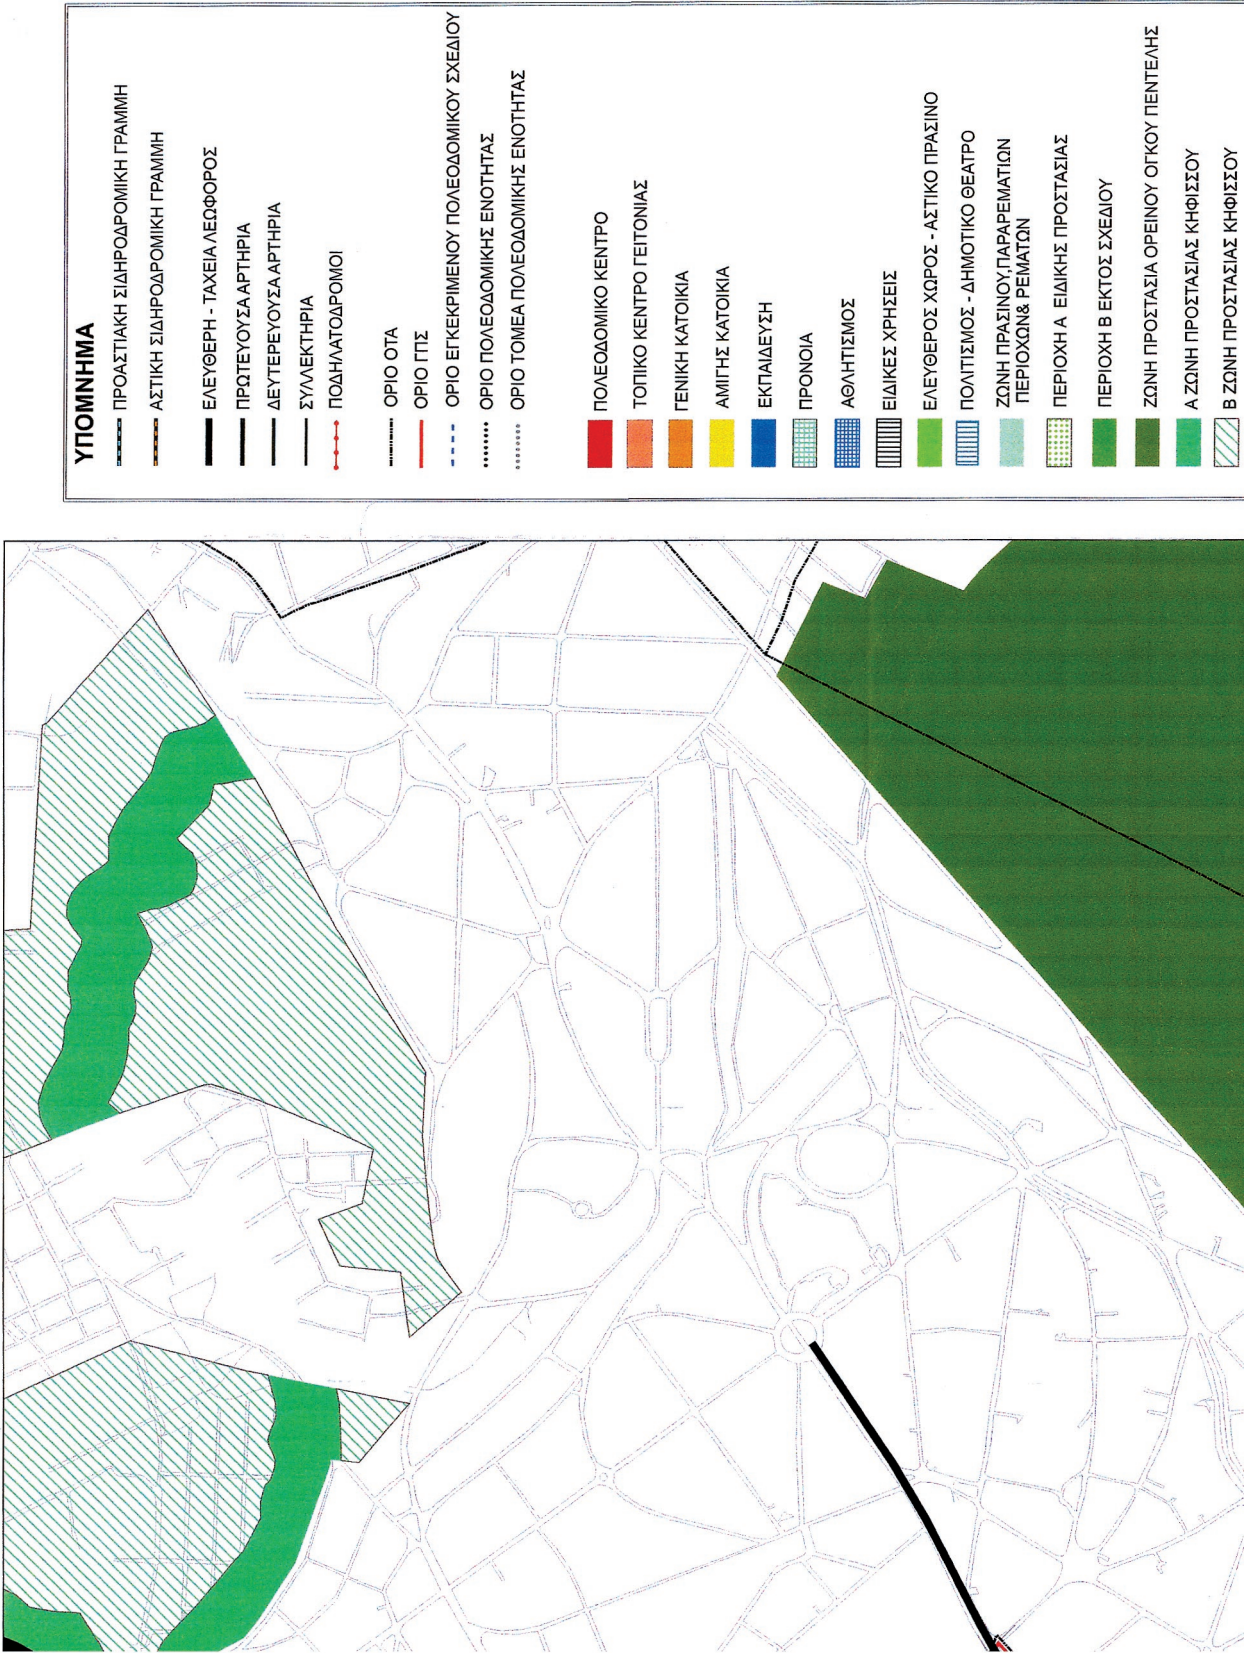 ΥΠΟΜΝΗΜΑ
ΠΡΟΑΣΤΙΑΚΗ ΣΙΔΗΡΟΔΡΟΜΙΚΗ ΓΡΑΜΜΗ
ΑΣΤΙΚΗ ΣΙΔΗΡΟΔΡΟΜΙΚΗ ΓΡΑΜΜΗ
ΕΛΕΥΘΕΡΗ - ΤΑΧΕΙΑ ΛΕΩΦΟΡΟΣ
ΠΡΩΤΕΥΟΥΣΑ ΑΡΤΗΡΙΑ
ΔΕΥΤΕΡΕΥΟΥΣΑ ΑΡΤΗΡΙΑ
ΣΥΛΛΕΚΤΗΡΙΑ
ΠΟΔΗΛΑΤΟΔΡΟΜΟΙ
ΟΡΙΟ ΟΤΑ
ΟΡΙΟ ΓΠΣ
ΟΡΙΟ ΕΓΚΕΚΡΙΜΕΝΟΥ ΠΟΛΕΟΔΟΜΙΚΟΥ ΣΧΕΔΙΟΥ
ΟΡΙΟ ΠΟΛΕΟΔΟΜΙΚΗΣ ΕΝΟΤΗΤΑΣ
ΟΡΙΟ ΤΟΜΕΑ ΠΟΛΕΟΔΟΜΙΚΗΣ ΕΝΟΤΗΤΑΣ
ΠΟΛΕΟΔΟΜΙΚΟ ΚΕΝΤΡΟ
ΤΟΠΙΚΟ ΚΕΝΤΡΟ ΓΕΙΤΟΝΙΑΣ
ΓΕΝΙΚΗ ΚΑΤΟΙΚΙΑ
ΑΜΙΓΗΣ ΚΑΤΟΙΚΙΑ
ΕΚΠΑΙΔΕΥΣΗ
ΠΡΟΝΟΙΑ
ΑΘΛΗΤΙΣΜΟΣ
ΕΙΔΙΚΕΣ ΧΡΗΣΕΙΣ
ΕΛΕΥΘΕΡΟΣ ΧΩΡΟΣ - ΑΣΤΙΚΟ ΠΡΑΣΙΝΟ
ΠΟΛΙΤΙΣΜΟΣ - ΔΗΜΟΤΙΚΟ ΘΕΑΤΡΟ
ΖΩΝΗ ΠΡΑΣΙΝΟΥ,ΠΑΡΑΡΕΜΑΤΙΩΝ
ΠΕΡΙΟΧΩΝ& ΡΕΜΑΤΩΝ
ΠΕΡΙΟΧΗ Α ΕΙΔΙΚΗΣ ΠΡΟΣΤΑΣΙΑΣ
ΠΕΡΙΟΧΗ Β ΕΚΤΟΣ ΣΧΕΔΙΟΥ
ΖΩΝΗ ΠΡΟΣΤΑΣΙΑ ΟΡΕΙΝΟΥ ΟΓΚΟΥ ΠΕΝΤΕΛΗΣ
Α ΖΩΝΗ ΠΡΟΣΤΑΣΙΑΣ ΚΗΦΙΣΣΟΥ
Β ΖΩΝΗ ΠΡΟΣΤΑΣΙΑΣ ΚΗΦΙΣΣΟΥ